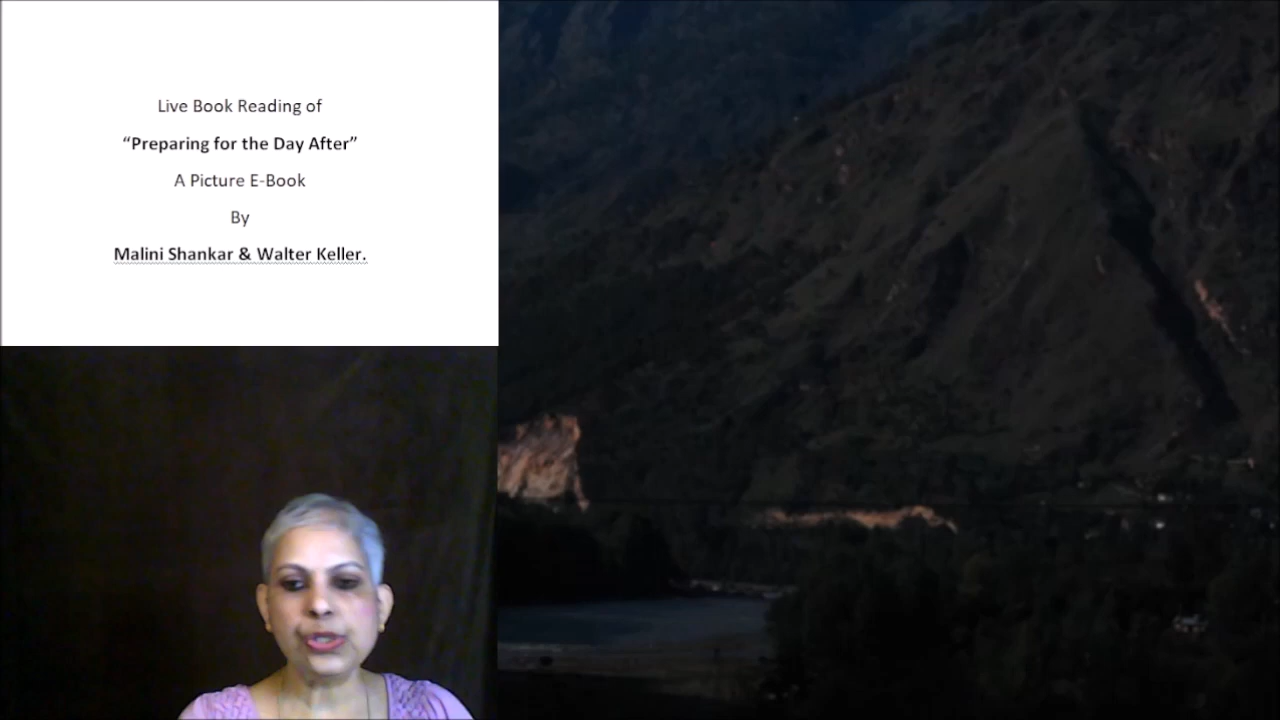 Live Book Reading of
“Preparing for the Day After”
A Picture E-Book
By
Malini Shankar & Walter Keller.